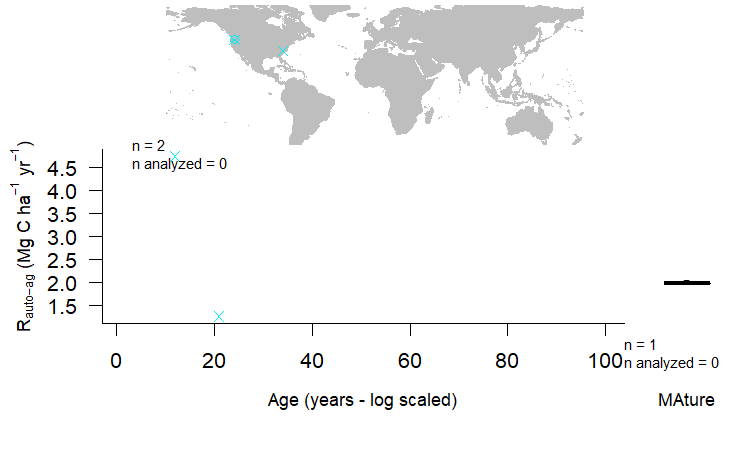 n = 2
n analyzed = 0
R auto−ag (Mg C ha⁻¹ yr⁻¹)
4.5
4.0
3.5
3.0
2.5
2.0
1.5
0 20 40 60 80 100
n = 1
n analyzed = 0
Age (years - log scaled)
MAture